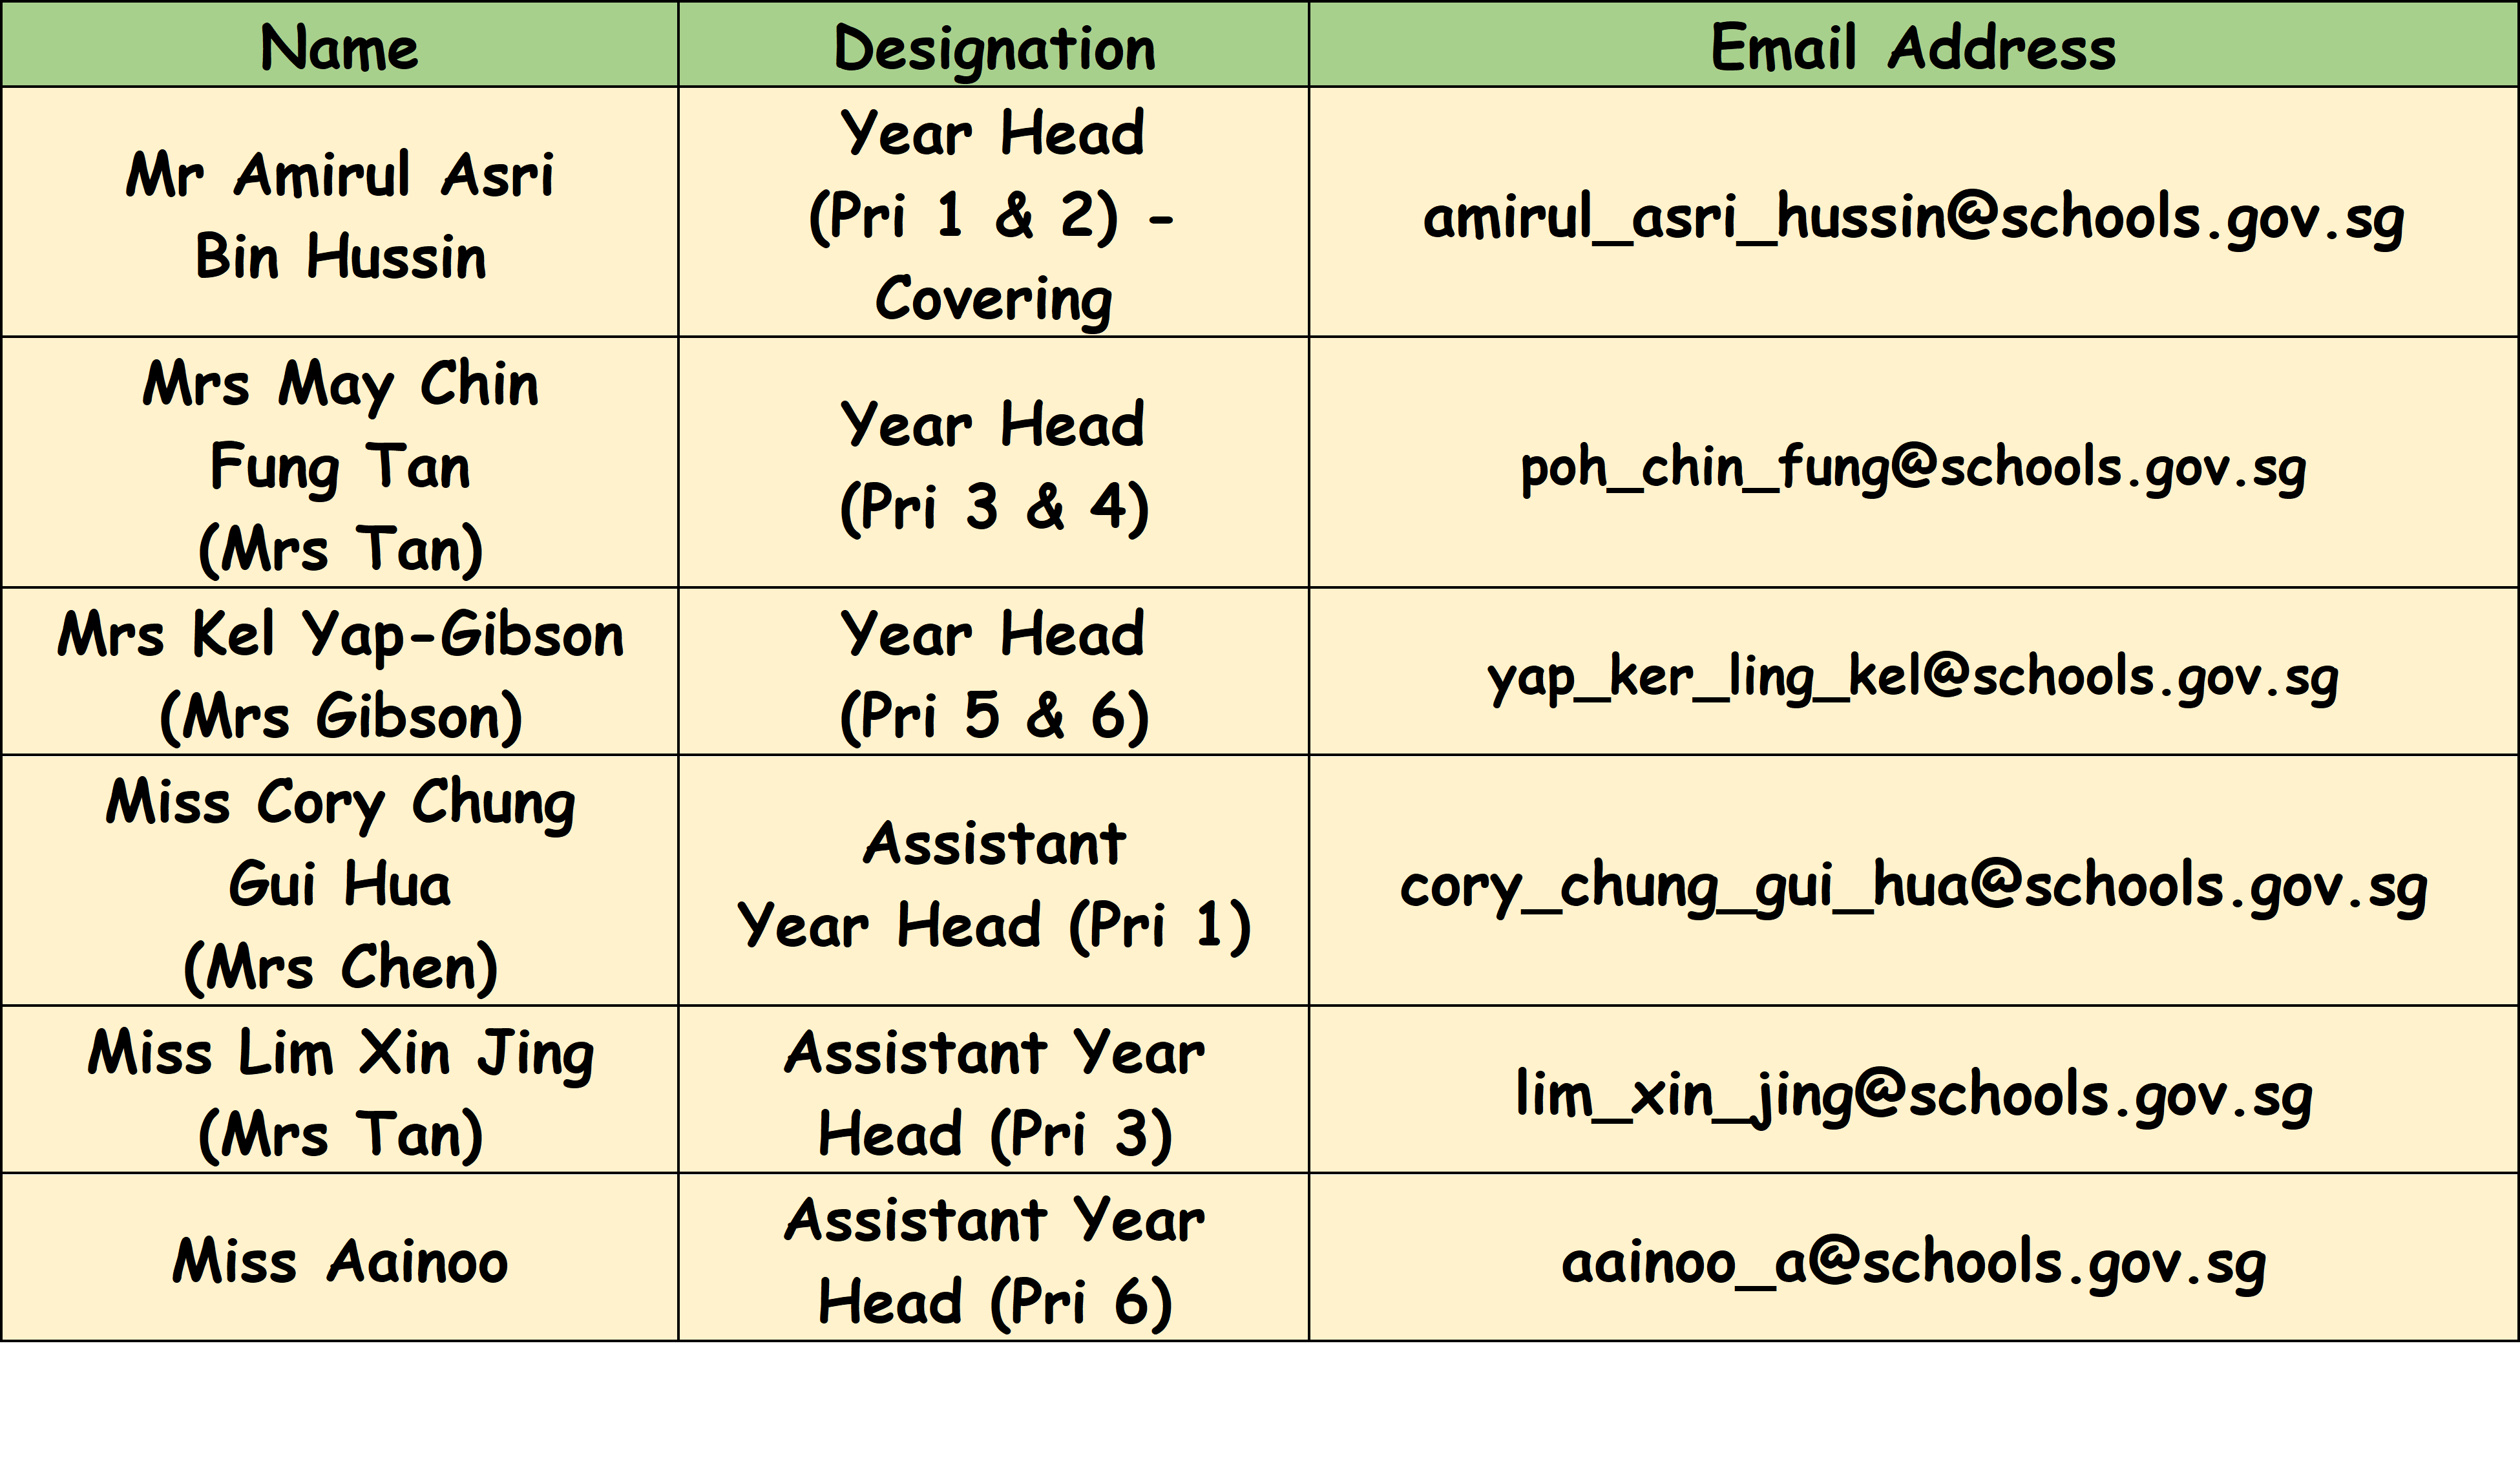 Name Designation Email Address
Mr Amirul Asri
Bin Hussin
Year Head
(Pri 1 & 2) -
Covering
amirul_asri_hussin@schools.gov.sg
Mrs May Chin
Fung Tan
(Mrs Tan)
Year Head
(Pri 3 & 4)
poh_chin_fung@schools.gov.sg
Mrs Kel Yap-Gibson
(Mrs Gibson)
Year Head
(Pri 5 & 6)
yap_ker_ling_kel@schools.gov.sg
Miss Cory Chung
Gui Hua
(Mrs Chen)
Assistant
Year Head (Pri 1)
cory_chung_gui_hua@schools.gov.sg
Miss Lim Xin Jing
(Mrs Tan)
Assistant Year
Head (Pri 3)
lim_xin_jing@schools.gov.sg
Miss Aainoo
Assistant Year
Head (Pri 6)
aainoo_a@schools.gov.sg